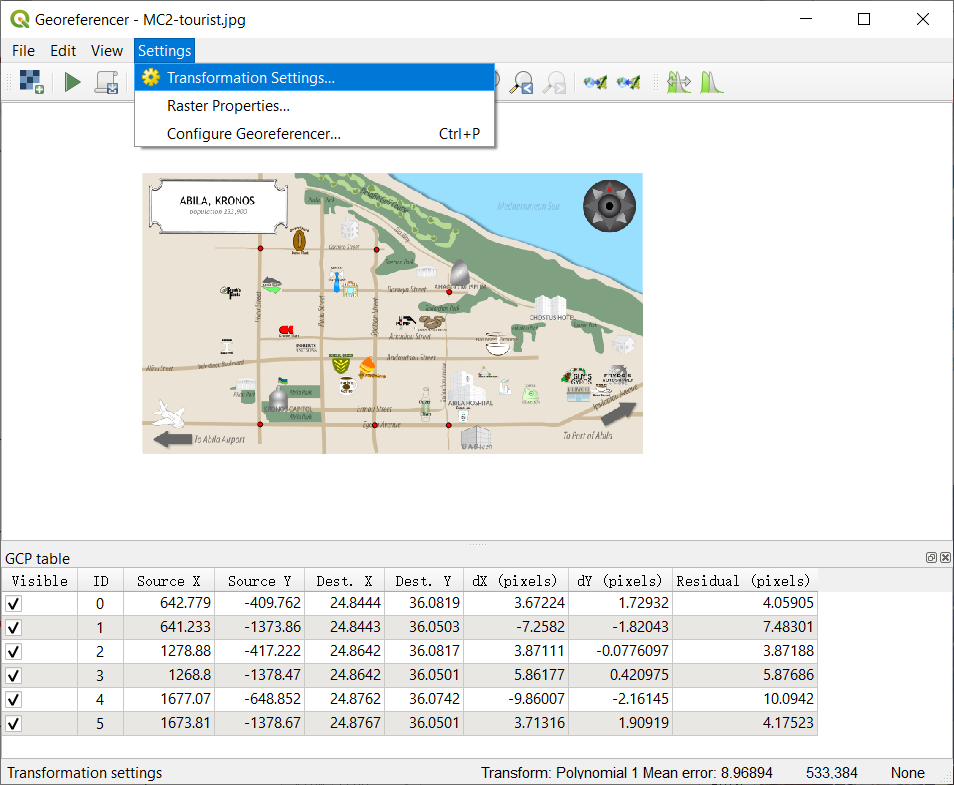 Georeferencer - MC2-tourist.jpg
File Edit View Settings
Transformation Settings...
Raster Properties...
Configure Georeferencer... Ctrl+P
ABILA, KRONOS
Mediterranean Sea
CHOSTUS HOTEL
ABILA HOSPITAL
To Abila Airport
To Port of Abila
GCP table
Visible ID Source X Source Y Dest. X Dest. Y dX (pixels) dY (pixels) Residual (pixels)
0 642.779 -409.762 24.8444 36.0819 3.67224 1.72932 4.05905
1 641.233 -1373.86 24.8443 36.0503 -7.2582 -1.82043 7.48301
2 1278.88 -417.222 24.8642 36.0817 3.87111 -0.0776097 3.87188
3 1268.8 -1378.47 24.8642 36.0501 5.86177 0.420975 5.87686
4 1677.07 -648.852 24.8762 36.0742 -9.86007 -2.16145 10.0942
5 1673.81 -1378.67 24.8767 36.0501 3.71316 1.90919 4.17523
Transformation settings Transform: Polynomial 1 Mean error: 8.96894 533,384 None